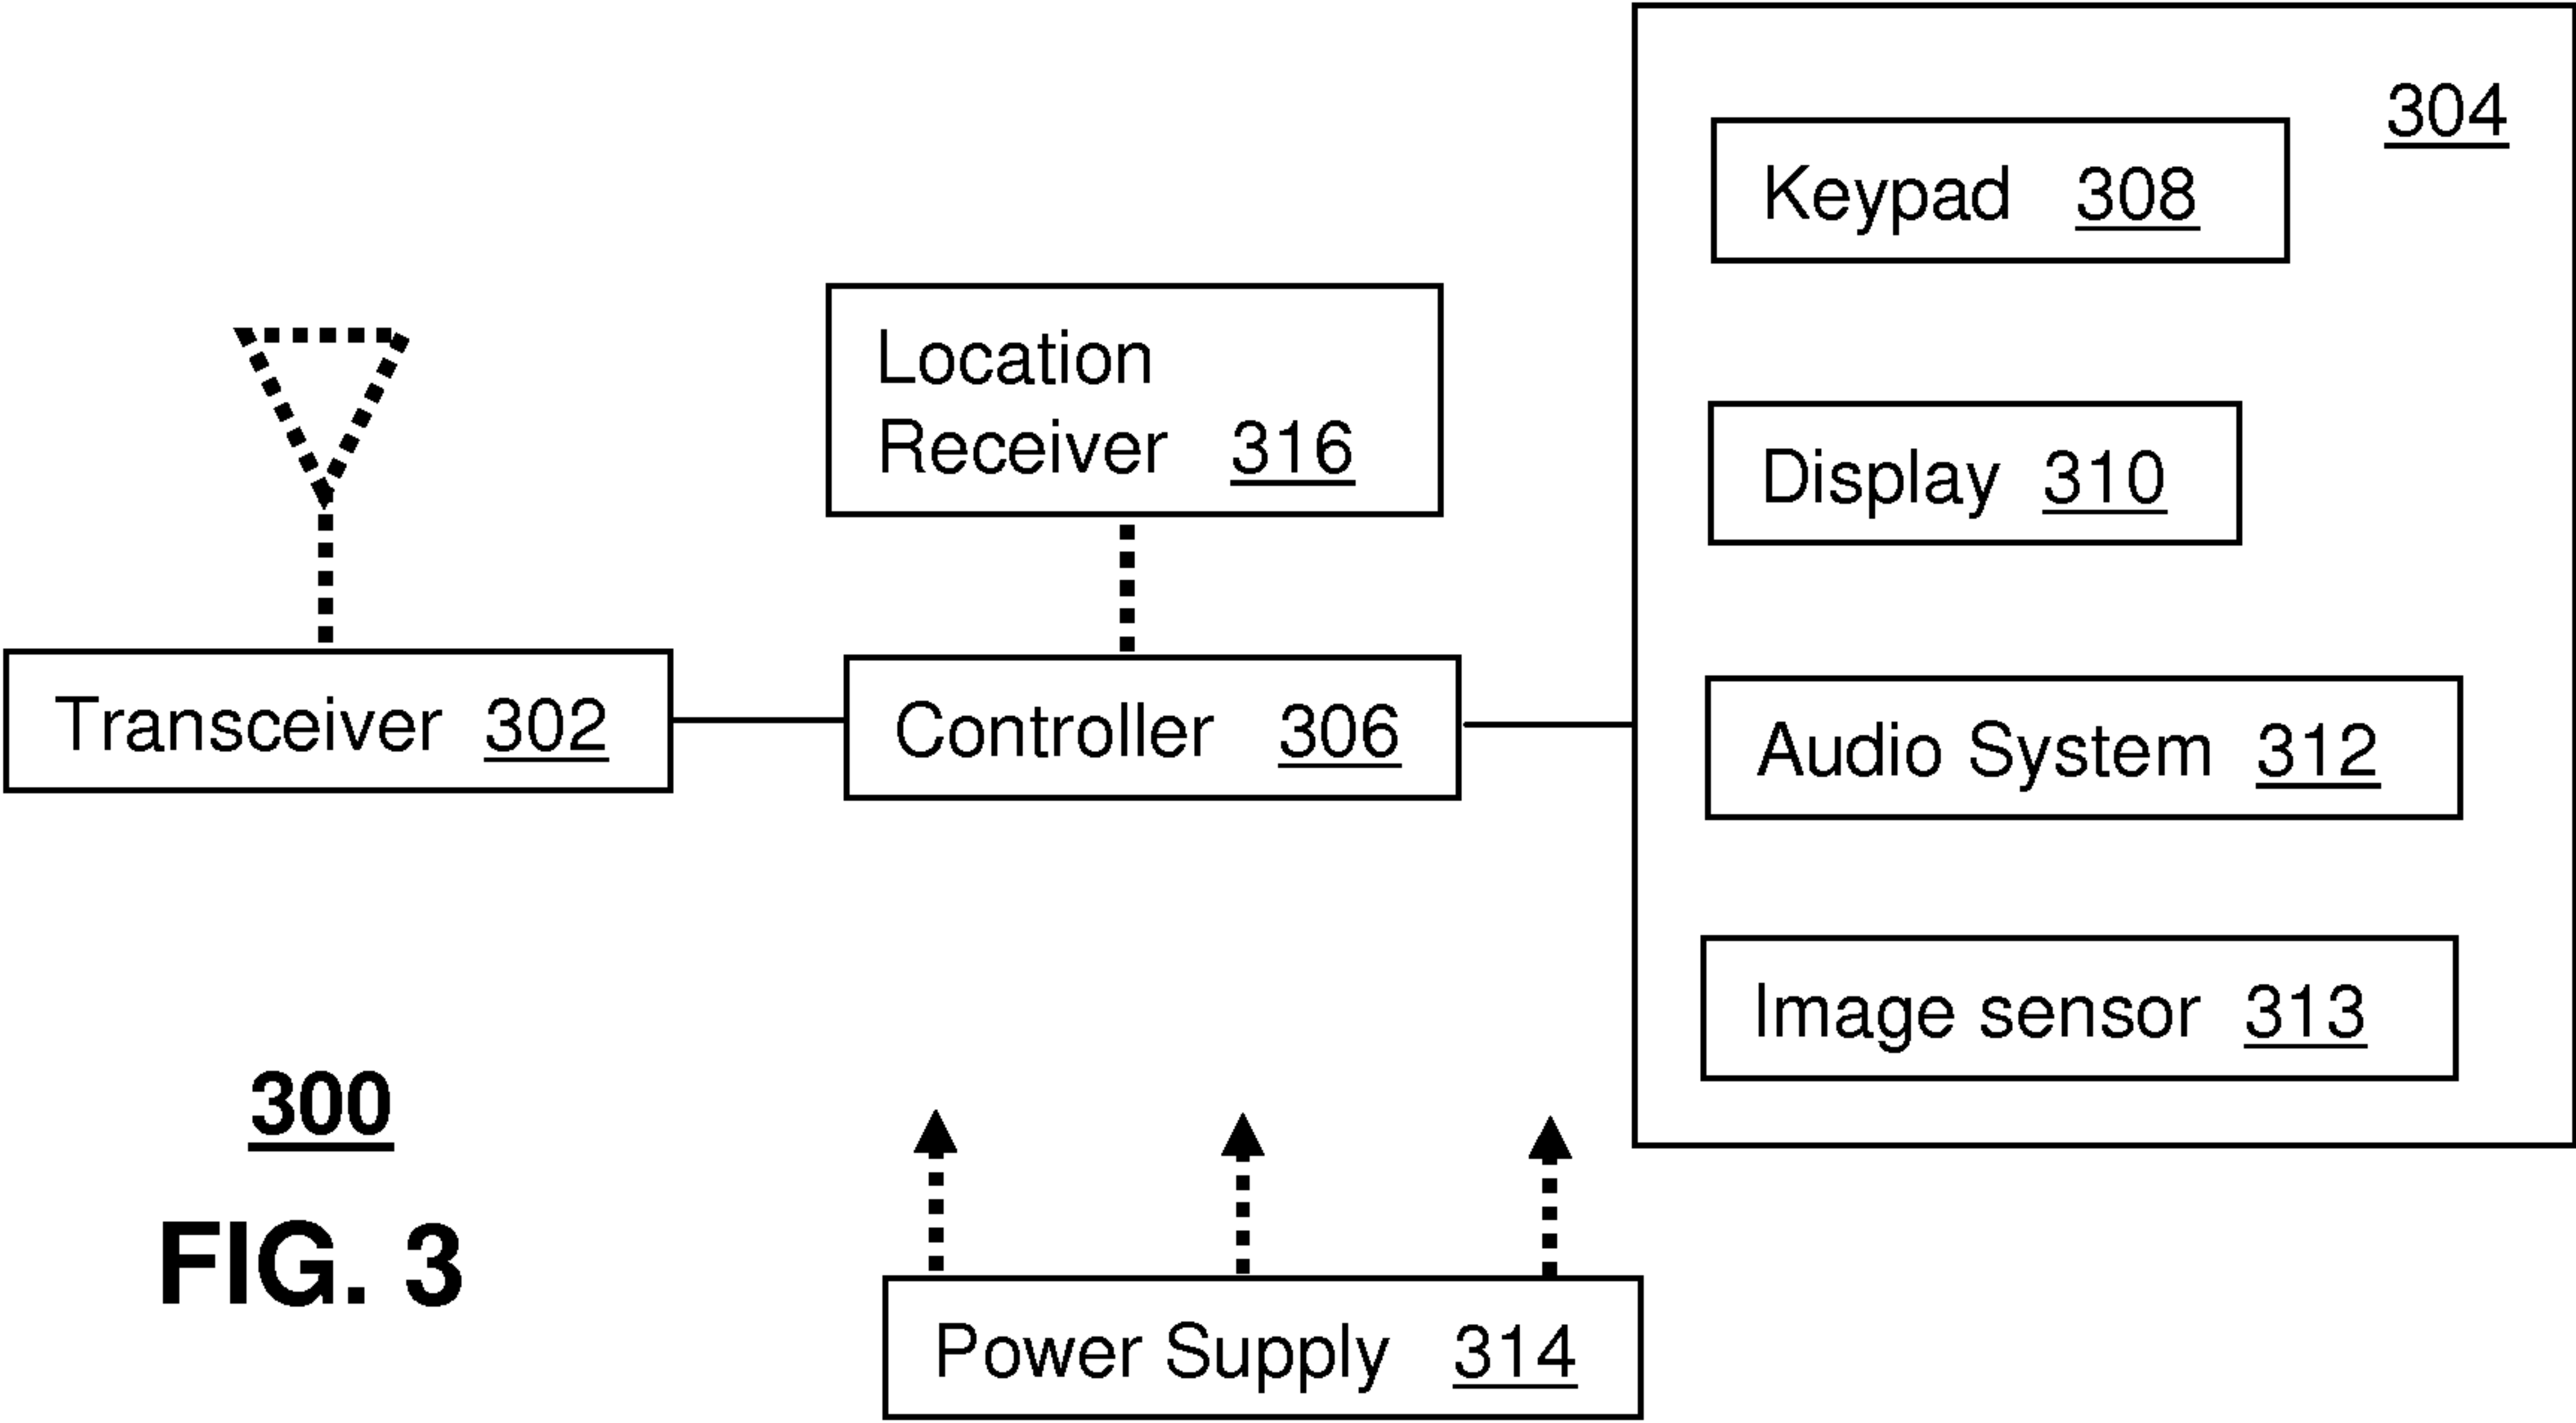 304
Keypad 308
Location
Receiver 316
Display 310
Transceiver 302
Controller 306
Audio System 312
Image sensor 313
300
FIG. 3
Power Supply 314